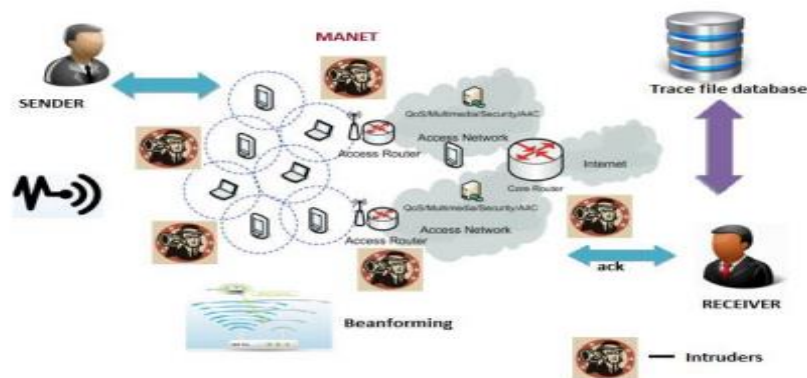 MANET
SENDER
Trace file database
QoS/Multimedia/Security/AAC
Access Network
Access Router
Internet
Core Router
QoS/Multimedia/Security/AAC
Access Network
Access Router
ack
RECEIVER
Beanforming
Intruders